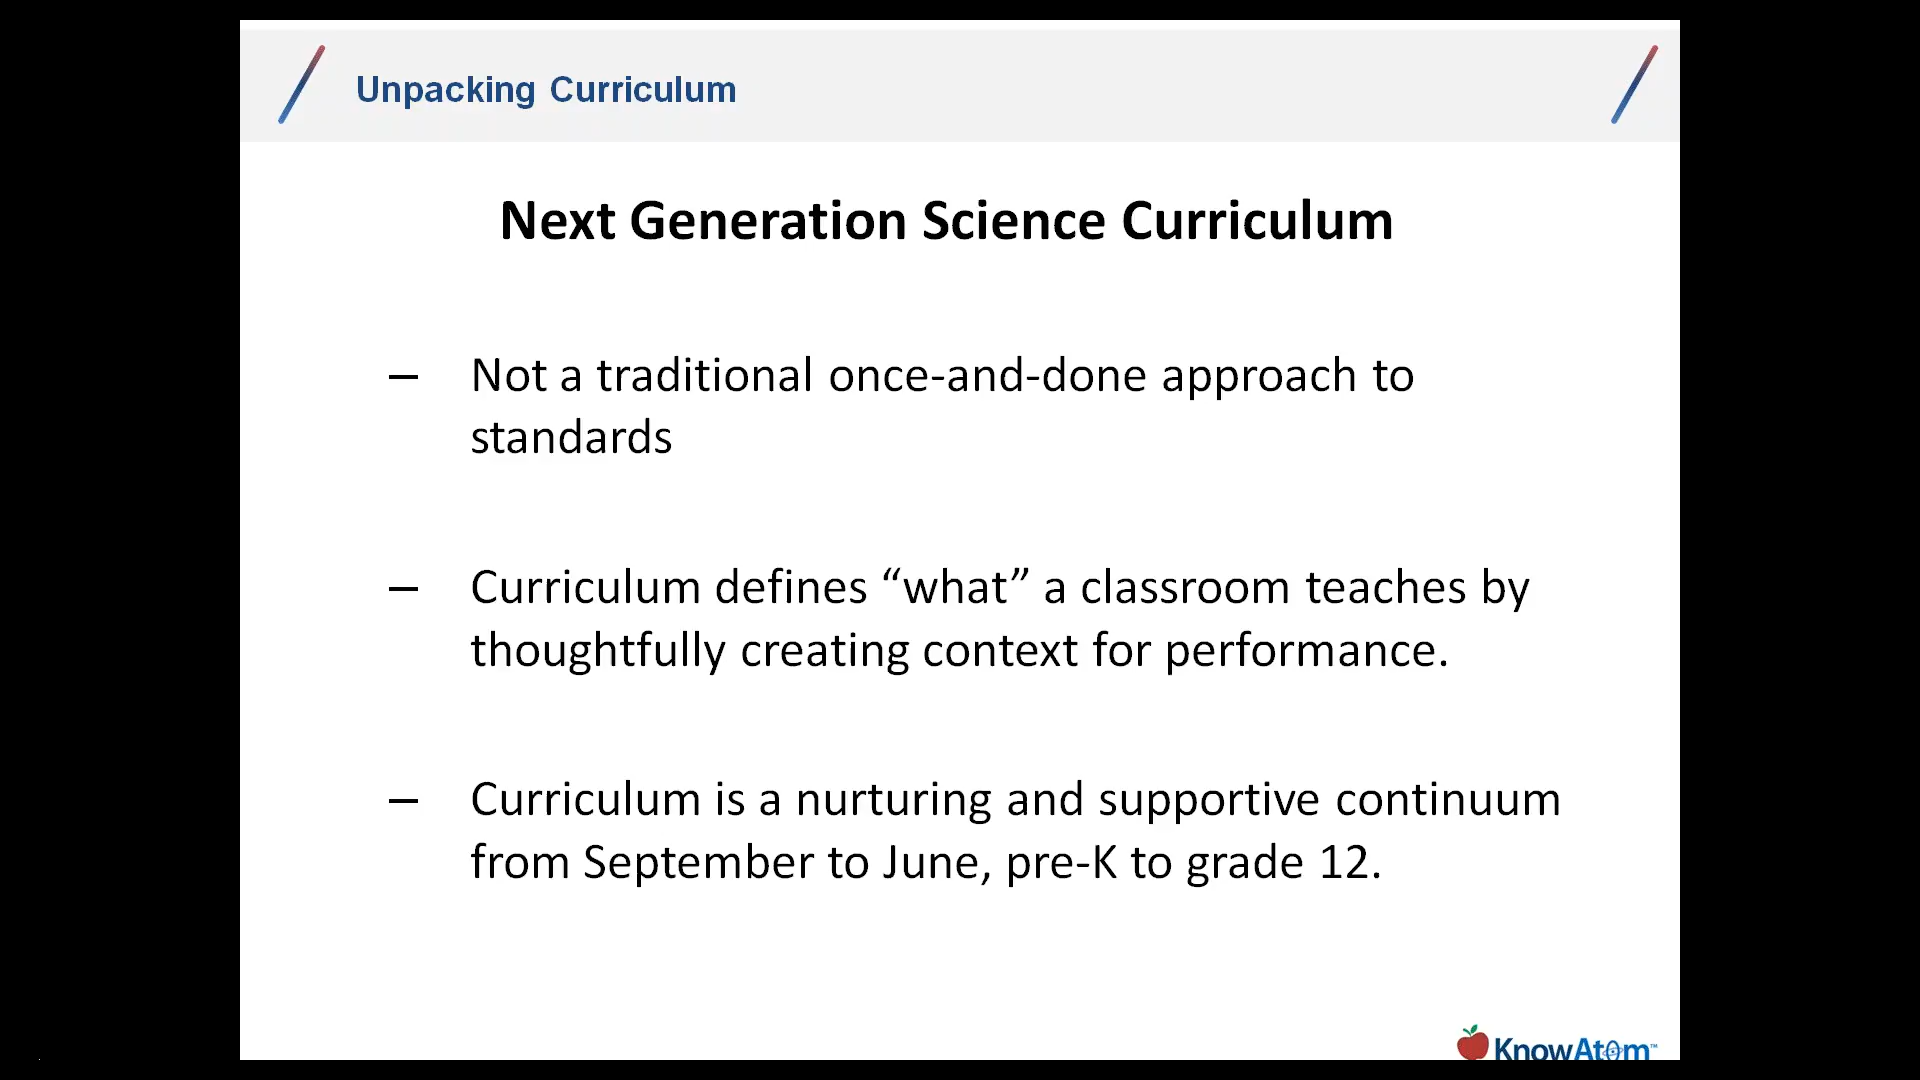 Unpacking Curriculum
Next Generation Science Curriculum
– Not a traditional once-and-done approach to
standards
– Curriculum defines “what” a classroom teaches by
thoughtfully creating context for performance.
– Curriculum is a nurturing and supportive continuum
from September to June, pre-K to grade 12.
KnowAtom™